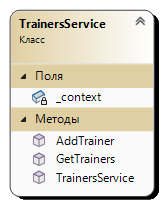 TrainersService
Класс
Поля
_context
Методы
AddTrainer
GetTrainers
TrainersService